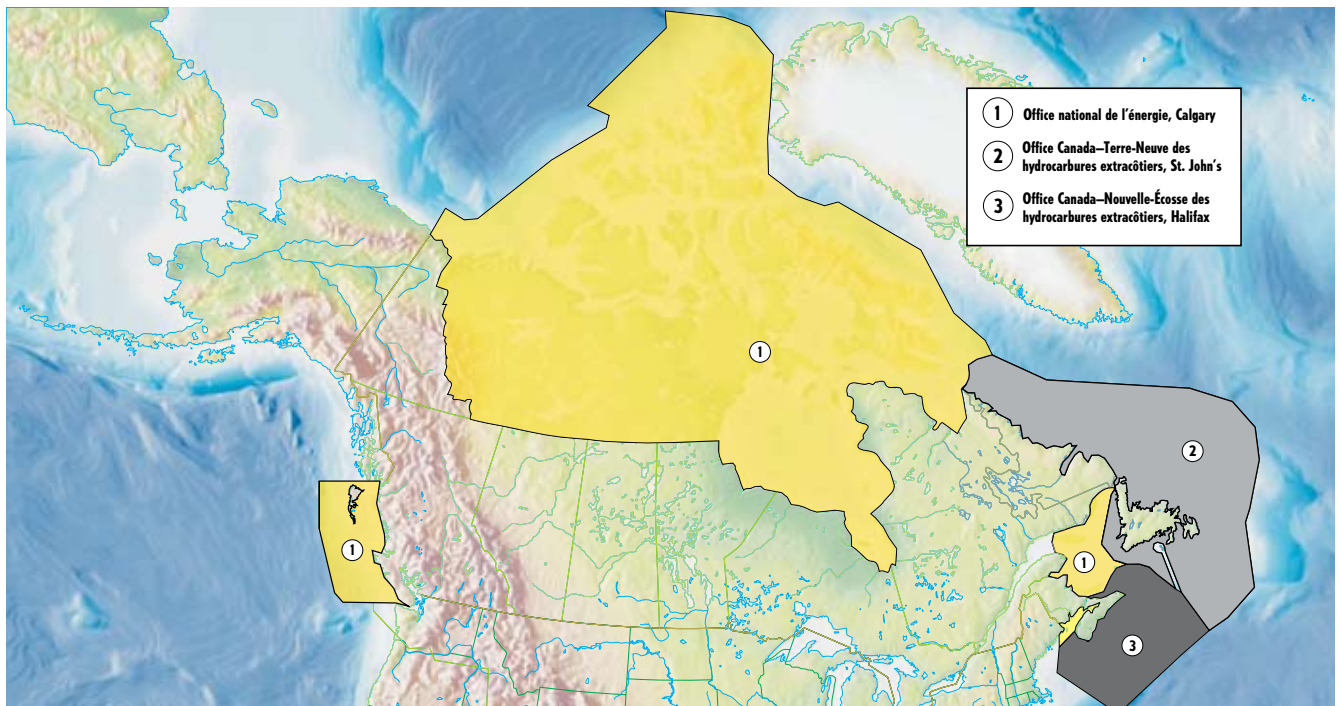 1 Office national de l'énergie, Calgary
2 Office Canada–Terre-Neuve des
hydrocarbures extracôtiers, St. John's
3 Office Canada–Nouvelle-Écosse des
hydrocarbures extracôtiers, Halifax
1
2
1
1
3